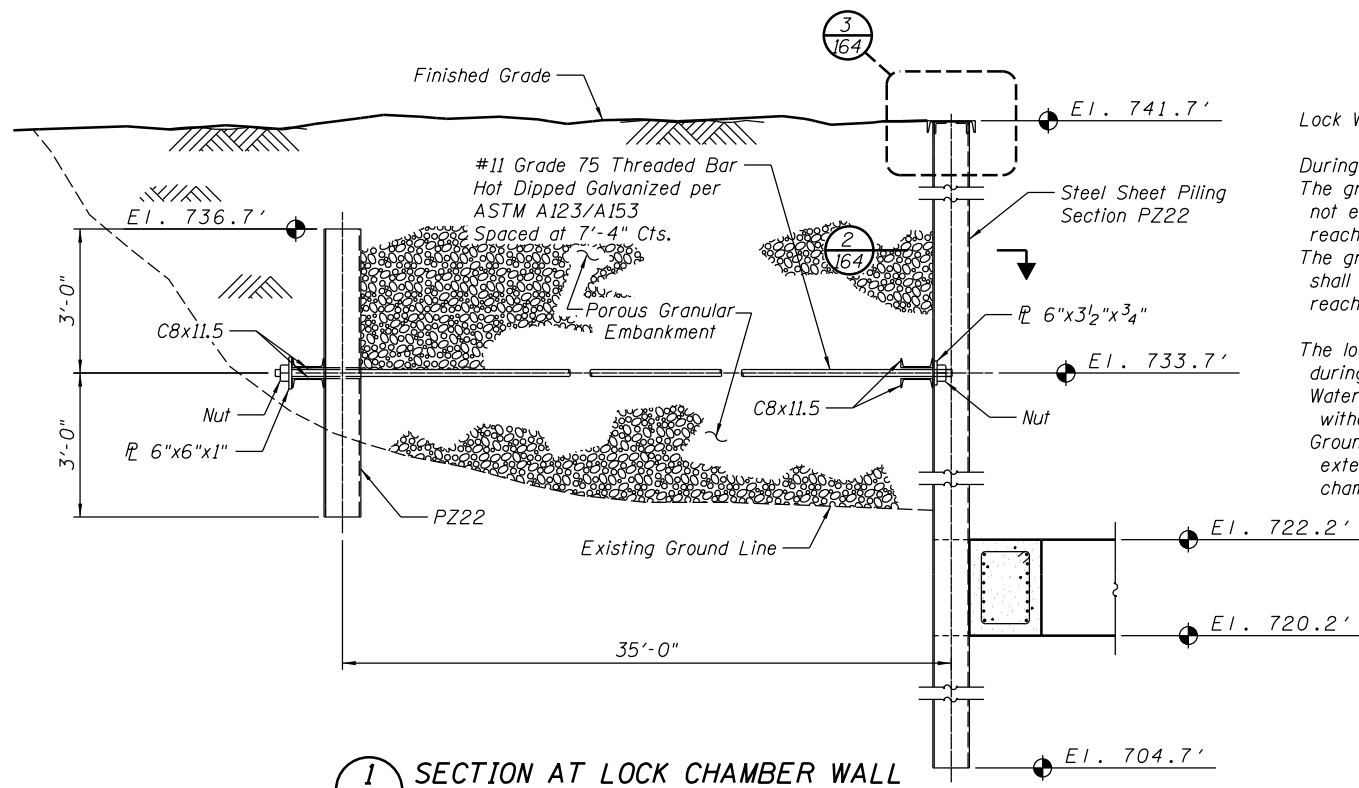 3
164
Finished Grade
El. 741.7'
#11 Grade 75 Threaded Bar
Hot Dipped Galvanized per
ASTM A123/A153
Spaced at 7'-4" Cts.
Steel Sheet Piling
Section PZ22
El. 736.7'
2
164
3'-0"
Porous Granular
Embankment
C8x11.5
℄ 6"x3½"x¾"
El. 733.7'
Nut
C8x11.5
Nut
3'-0"
℄ 6"x6"x1"
PZ22
Existing Ground Line
El. 722.2'
El. 720.2'
35'-0"
El. 704.7'
1
SECTION AT LOCK CHAMBER WALL
Lock W
During
The gr
not e
reach
The gr
shall
reach
The lo
during
Water
witho
Groun
exte
cham